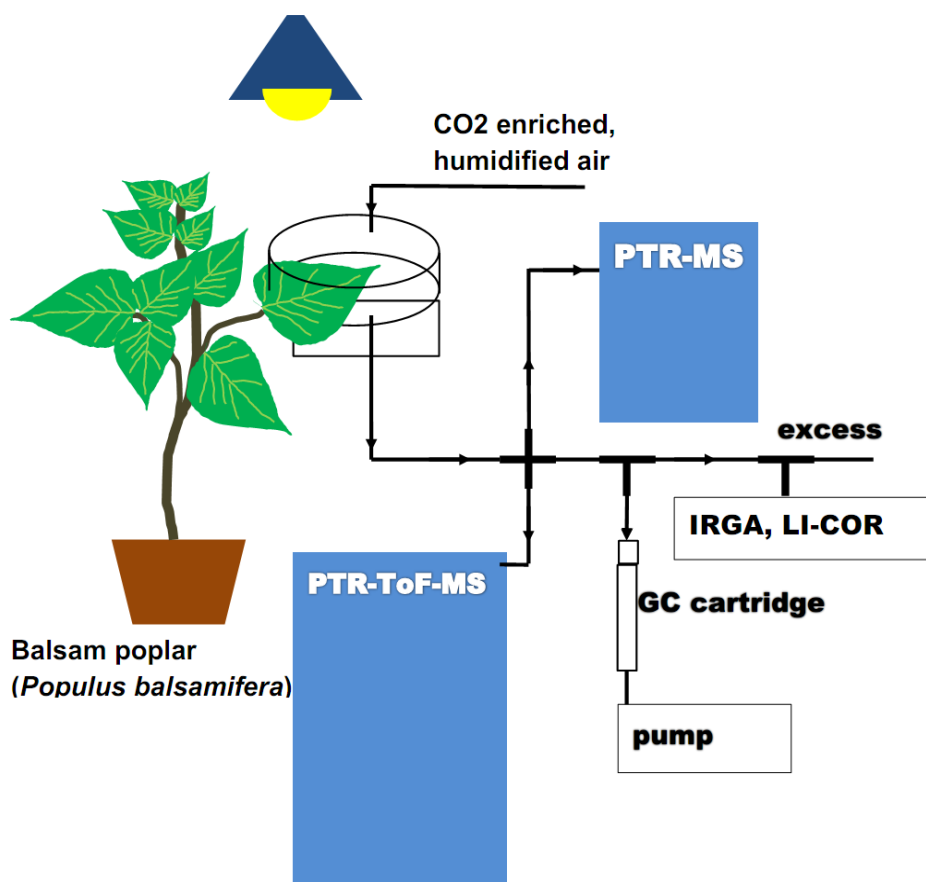 CO2 enriched,
humidified air
PTR-MS
excess
IRGA, LI-COR
PTR-ToF-MS
GC cartridge
Balsam poplar
(Populus balsamifera)
pump